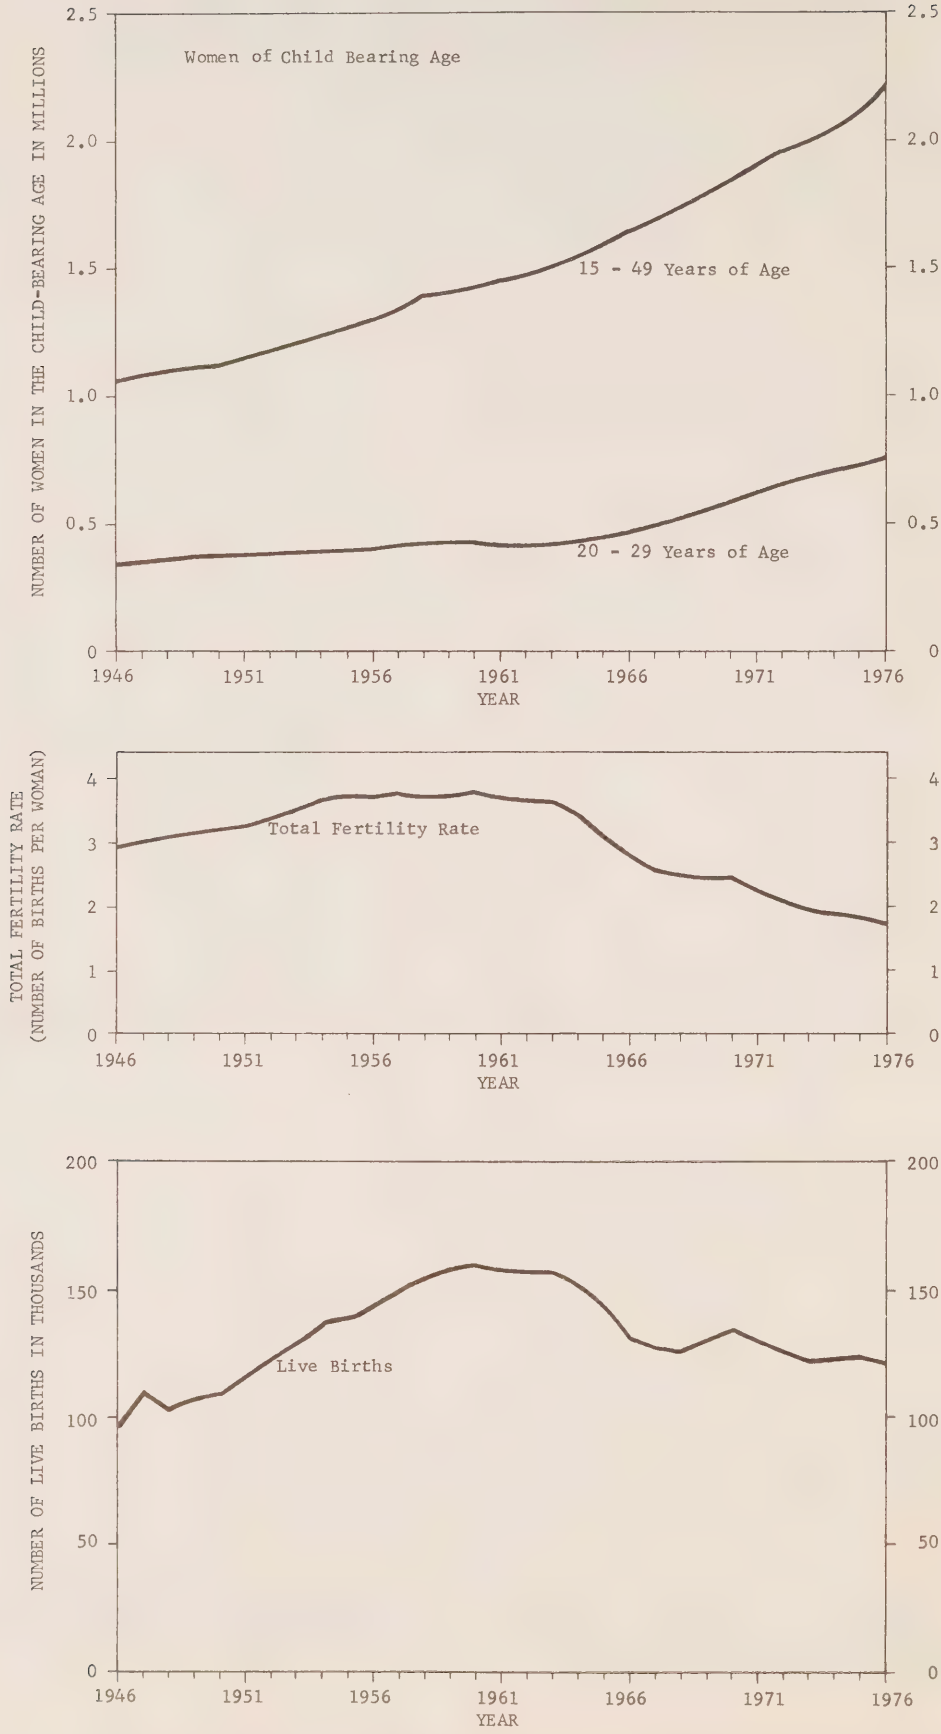 2.5
2.5
Women of Child Bearing Age
NUMBER OF WOMEN IN THE CHILD-BEARING AGE IN MILLIONS
2.0
2.0
15 - 49 Years of Age
1.5
1.5
1.0
1.0
0.5
0.5
20 - 29 Years of Age
0
0
1946 1951 1956 1961 1966 1971 1976
YEAR
TOTAL FERTILITY RATE
(NUMBER OF BIRTHS PER WOMAN)
4
4
Total Fertility Rate
3
3
2
2
1
1
0
0
1946 1951 1956 1961 1966 1971 1976
YEAR
NUMBER OF LIVE BIRTHS IN THOUSANDS
200
200
150
150
Live Births
100
100
50
50
0
0
1946 1951 1956 1961 1966 1971 1976
YEAR